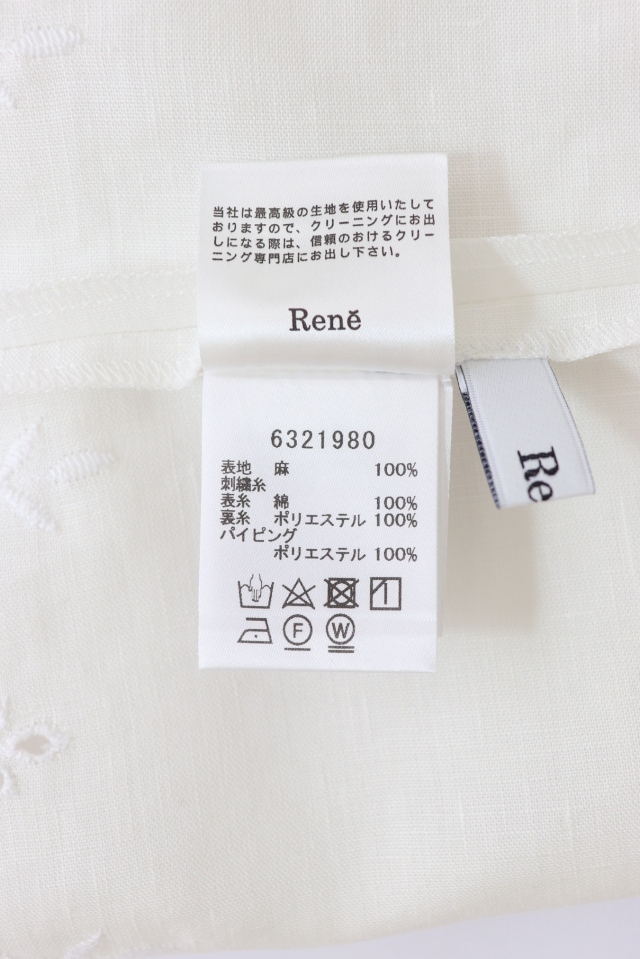 当社は最高級の生地を使用いたして
おりますので、クリーニングにお出
しになる際は、信頼のおけるクリー
ニング専門店にお出し下さい。
Renĕ
6321980
表地 麻 100%
刺繍糸
表糸 綿 100%
裏糸 ポリエステル 100%
パイピング
ポリエステル 100%
F W
Re